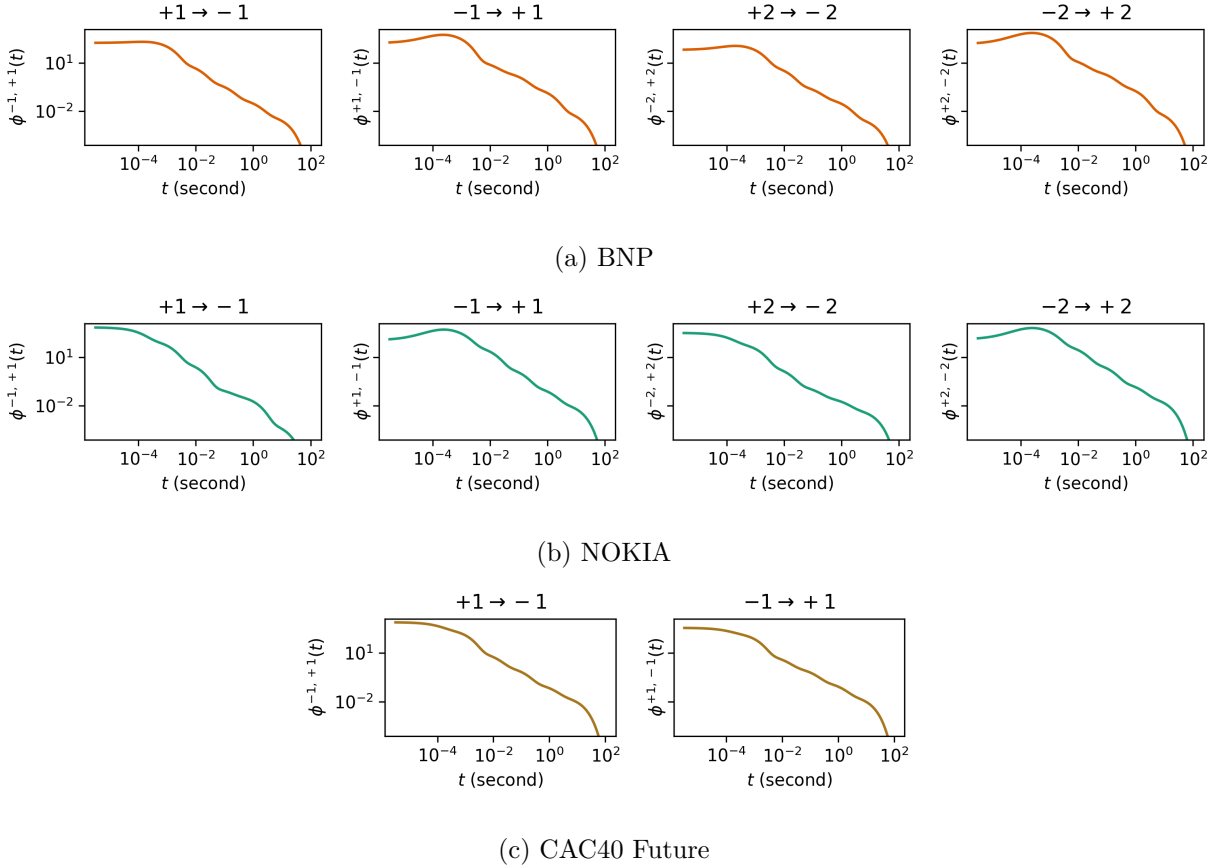 +1 → −1
−1 → +1
+2 → −2
−2 → +2
ϕ^{−1, +1}(t)
10^1
10^{−2}
10^{−4} 10^{−2} 10^0 10^2
t (second)
ϕ^{+1, −1}(t)
10^{−4} 10^{−2} 10^0 10^2
t (second)
ϕ^{−2, +2}(t)
10^{−4} 10^{−2} 10^0 10^2
t (second)
ϕ^{+2, −2}(t)
10^{−4} 10^{−2} 10^0 10^2
t (second)
(a) BNP
+1 → −1
−1 → +1
+2 → −2
−2 → +2
ϕ^{−1, +1}(t)
10^1
10^{−2}
10^{−4} 10^{−2} 10^0 10^2
t (second)
ϕ^{+1, −1}(t)
10^{−4} 10^{−2} 10^0 10^2
t (second)
ϕ^{−2, +2}(t)
10^{−4} 10^{−2} 10^0 10^2
t (second)
ϕ^{+2, −2}(t)
10^{−4} 10^{−2} 10^0 10^2
t (second)
(b) NOKIA
+1 → −1
−1 → +1
ϕ^{−1, +1}(t)
10^1
10^{−2}
10^{−4} 10^{−2} 10^0 10^2
t (second)
ϕ^{+1, −1}(t)
10^{−4} 10^{−2} 10^0 10^2
t (second)
(c) CAC40 Future